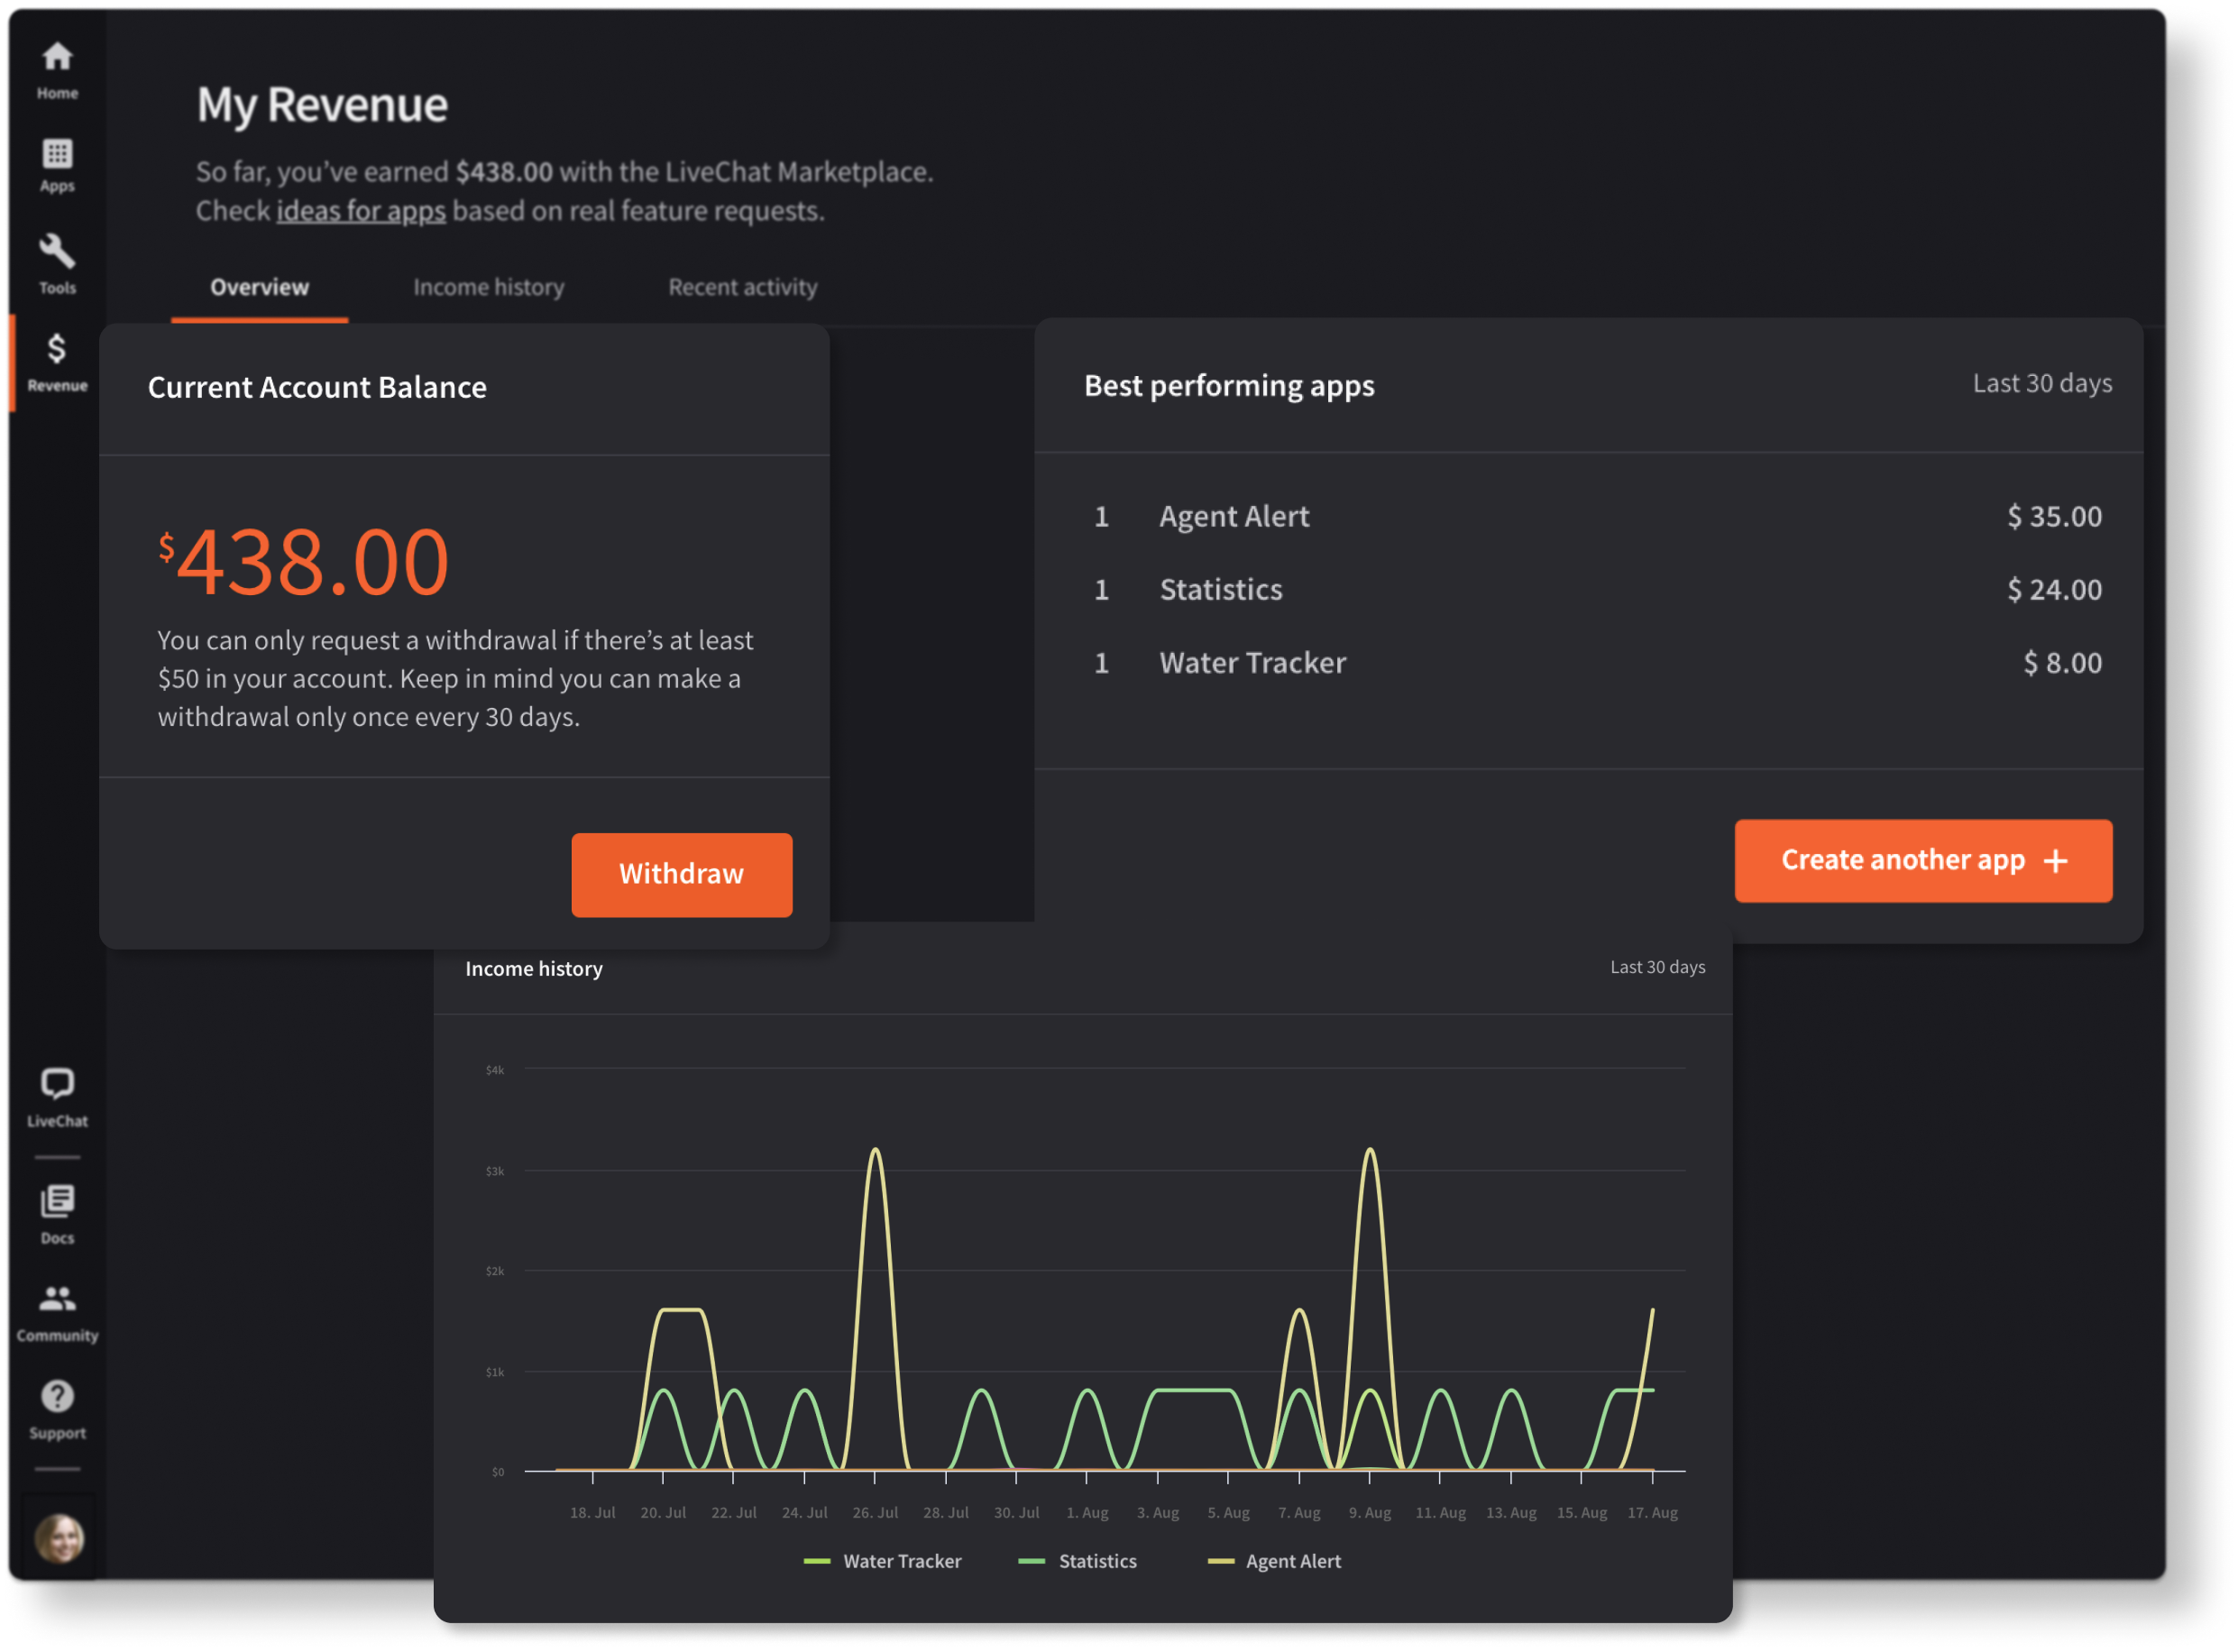 Home
Apps
Tools
Revenue
LiveChat
Docs
Community
Support
My Revenue
So far, you’ve earned $438.00 with the LiveChat Marketplace.
Check ideas for apps based on real feature requests.
Overview Income history Recent activity
Current Account Balance
$438.00
You can only request a withdrawal if there’s at least
$50 in your account. Keep in mind you can make a
withdrawal only once every 30 days.
Withdraw
Best performing apps Last 30 days
1 Agent Alert $ 35.00
1 Statistics $ 24.00
1 Water Tracker $ 8.00
Create another app +
Income history Last 30 days
$4k
$3k
$2k
$1k
$0
18. Jul 20. Jul 22. Jul 24. Jul 26. Jul 28. Jul 30. Jul 1. Aug 3. Aug 5. Aug 7. Aug 9. Aug 11. Aug 13. Aug 15. Aug 17. Aug
Water Tracker Statistics Agent Alert